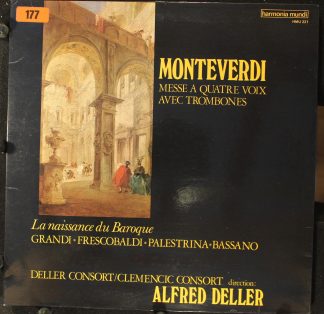 177
harmonia mundi
HMU 221
MONTEVERDI
MESSE A QUATRE VOIX
AVEC TROMBONES
La naissance du Baroque
GRANDI • FRESCOBALDI • PALESTRINA • BASSANO
DELLER CONSORT/CLEMENCIC CONSORT direction:
ALFRED DELLER